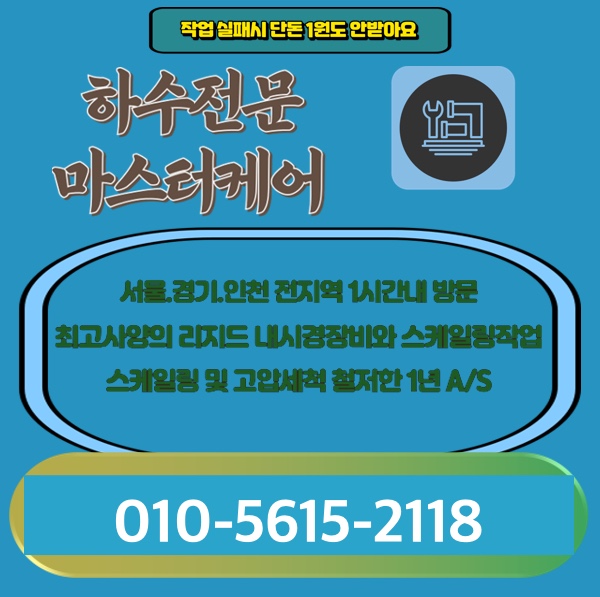 작업 실패시 단돈 1원도 안받아요
하수전문
마스터케어
서울.경기.인천 전지역 1시간내 방문
최고사양의 리지드 내시경장비와 스케일링작업
스케일링 및 고압세척 철저한 1년 A/S
010-5615-2118